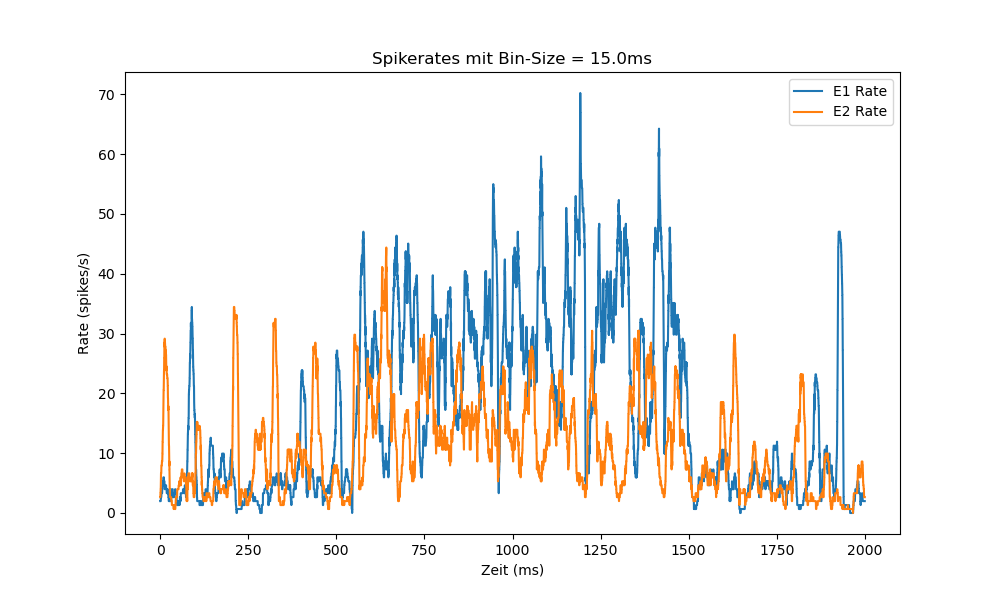 Spikerates mit Bin-Size = 15.0ms
E1 Rate
E2 Rate
70
60
50
40
30
20
10
0
Rate (spikes/s)
0 250 500 750 1000 1250 1500 1750 2000
Zeit (ms)